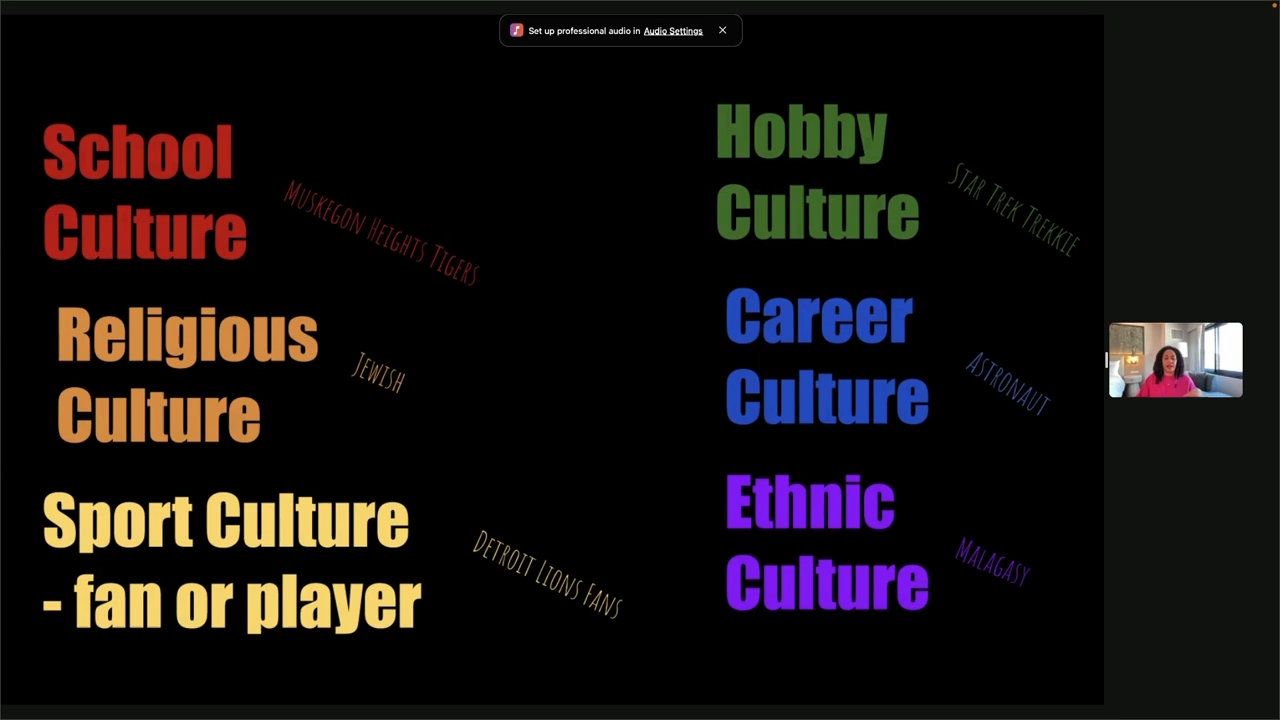 Set up professional audio in Audio Settings
School
Culture
MUSKEGON HEIGHTS TIGERS
Religious
Culture
JEWISH
Sport Culture
- fan or player
DETROIT LIONS FANS
Hobby
Culture
STAR TREK TREKKIE
Career
Culture
ASTRONAUT
Ethnic
Culture
MALAGASY